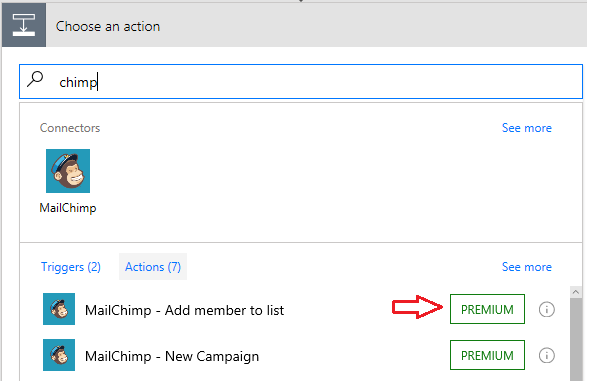 Choose an action
chimp
Connectors See more
MailChimp
Triggers (2) Actions (7) See more
MailChimp - Add member to list PREMIUM
MailChimp - New Campaign PREMIUM